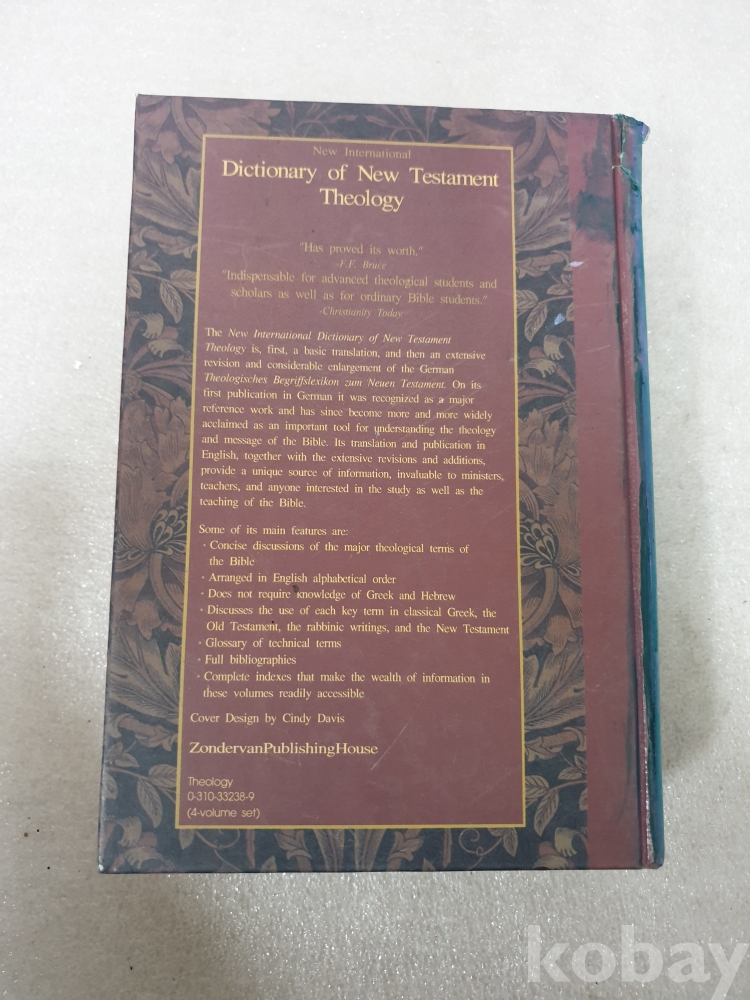 New International
Dictionary of New Testament
Theology
"Has proved its worth."
-F.F. Bruce
"Indispensable for advanced theological students and
scholars as well as for ordinary Bible students."
-Christianity Today
The New International Dictionary of New Testament
Theology is, first, a basic translation, and then an extensive
revision and considerable enlargement of the German
Theologisches Begriffslexikon zum Neuen Testament. On its
first publication in German it was recognized as a major
reference work and has since become more and more widely
acclaimed as an important tool for understanding the theology
and message of the Bible. Its translation and publication in
English, together with the extensive revisions and additions,
provide a unique source of information, invaluable to ministers,
teachers, and anyone interested in the study as well as the
teaching of the Bible.
Some of its main features are:
· Concise discussions of the major theological terms of
the Bible
· Arranged in English alphabetical order
· Does not require knowledge of Greek and Hebrew
· Discusses the use of each key term in classical Greek, the
Old Testament, the rabbinic writings, and the New Testament
· Glossary of technical terms
· Full bibliographies
· Complete indexes that make the wealth of information in
these volumes readily accessible
Cover Design by Cindy Davis
ZondervanPublishingHouse
Theology
0-310-33238-9
(4-volume set)
kobay